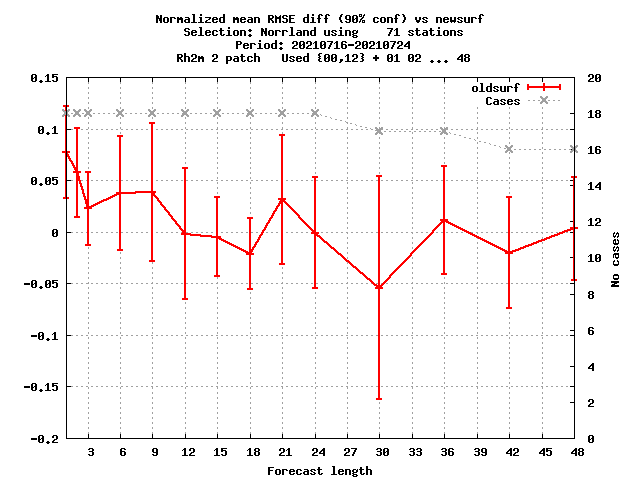 Normalized mean RMSE diff (90% conf) vs newsurf
Selection: Norrland using    71 stations
Period: 20210716-20210724
Rh2m 2 patch   Used {00,12} + 01 02 ... 48
oldsurf
Cases
0.15
0.1
0.05
0
-0.05
-0.1
-0.15
-0.2
20
18
16
14
12
10
8
6
4
2
0
No cases
3 6 9 12 15 18 21 24 27 30 33 36 39 42 45 48
Forecast length